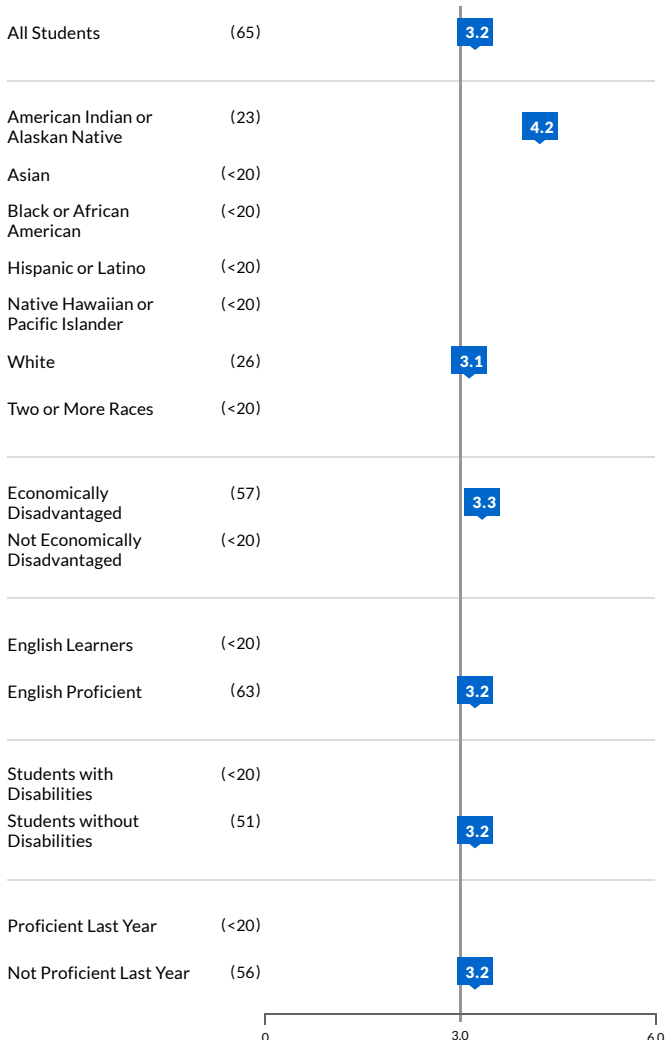 All Students (65) 3.2
American Indian or (23)
Alaskan Native 4.2
Asian (<20)
Black or African (<20)
American
Hispanic or Latino (<20)
Native Hawaiian or (<20)
Pacific Islander
White (26) 3.1
Two or More Races (<20)
Economically (57) 3.3
Disadvantaged
Not Economically (<20)
Disadvantaged
English Learners (<20)
English Proficient (63) 3.2
Students with (<20)
Disabilities
Students without (51) 3.2
Disabilities
Proficient Last Year (<20)
Not Proficient Last Year (56) 3.2
0 3.0 6.0